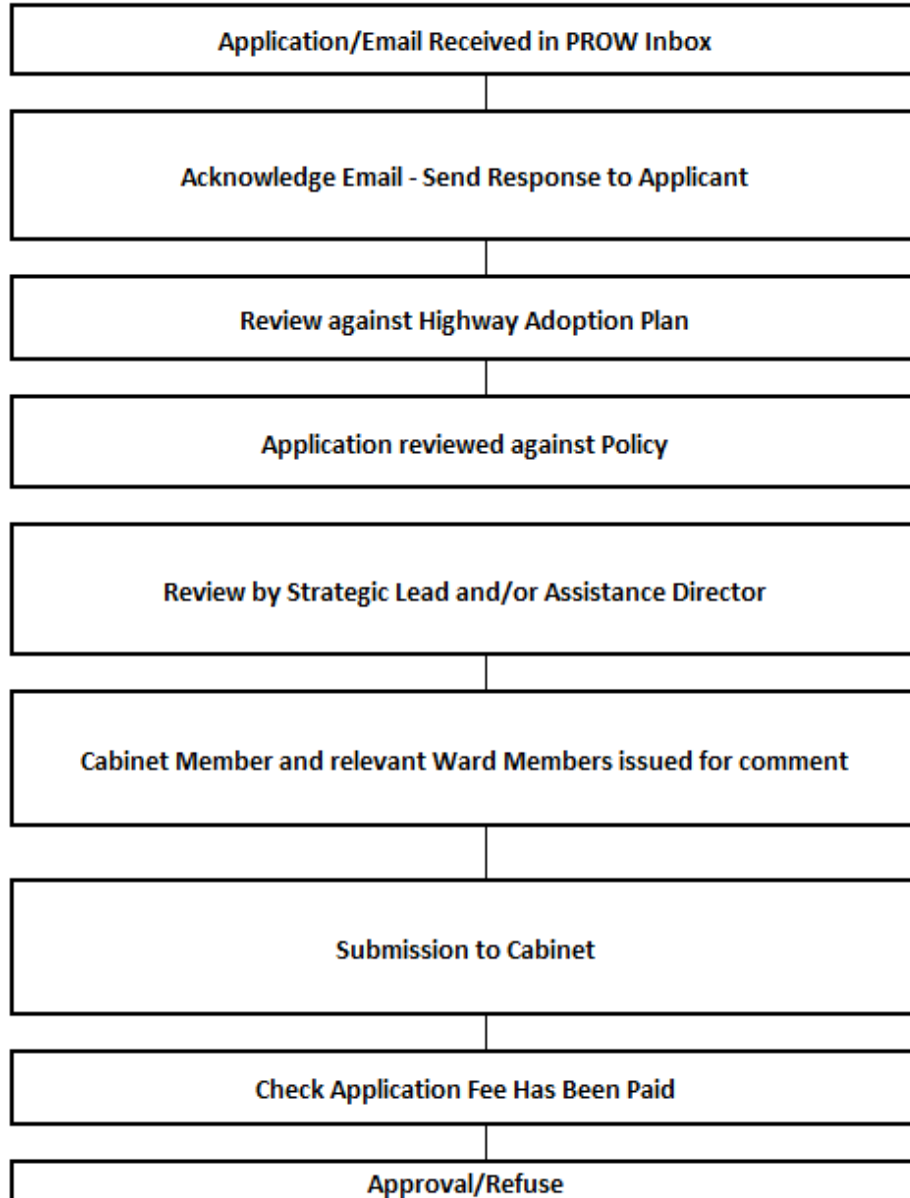 Application/Email Received in PROW Inbox
Acknowledge Email - Send Response to Applicant
Review against Highway Adoption Plan
Application reviewed against Policy
Review by Strategic Lead and/or Assistance Director
Cabinet Member and relevant Ward Members issued for comment
Submission to Cabinet
Check Application Fee Has Been Paid
Approval/Refuse